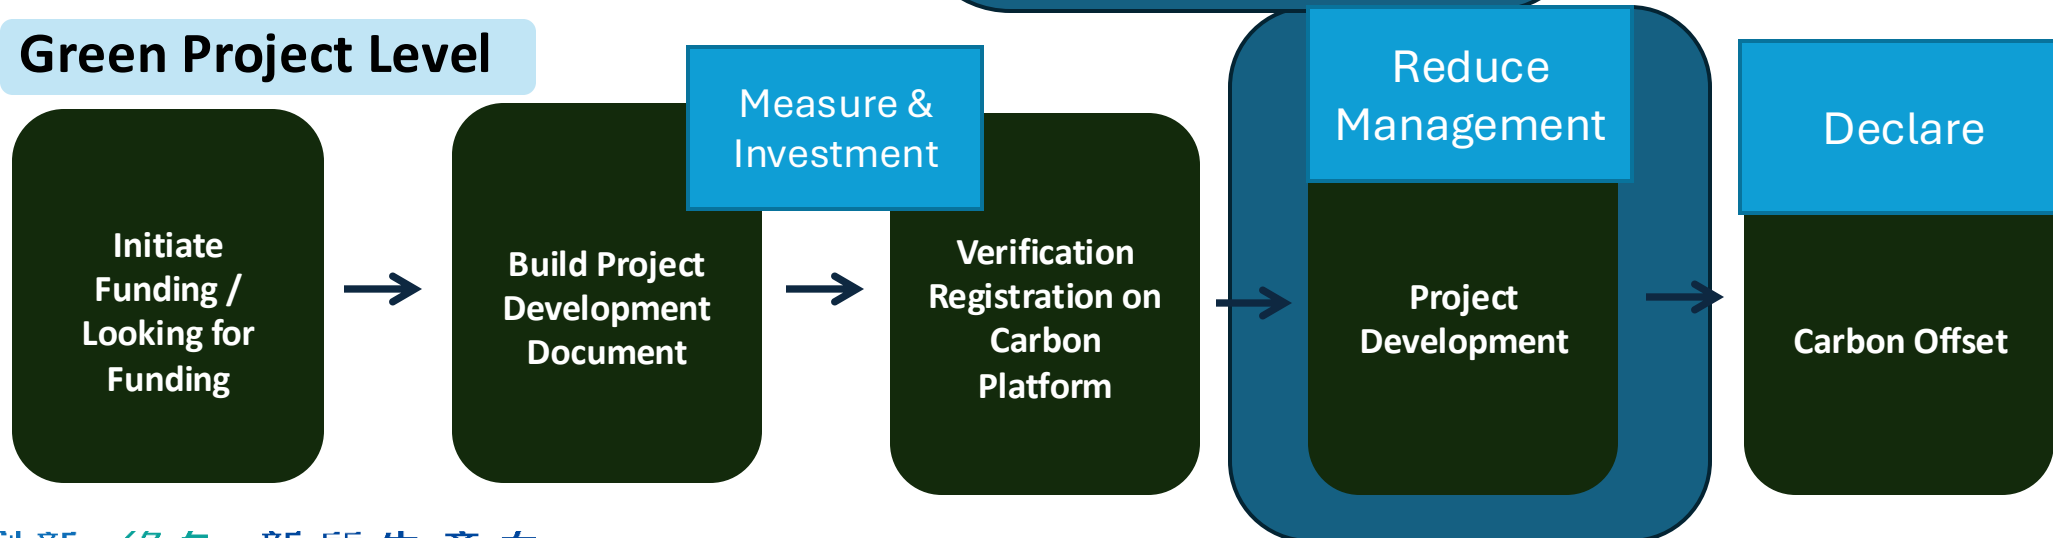 Green Project Level
Measure &
Investment
Reduce
Management
Declare
Initiate
Funding /
Looking for
Funding
Build Project
Development
Document
Verification
Registration on
Carbon
Platform
Project
Development
Carbon Offset